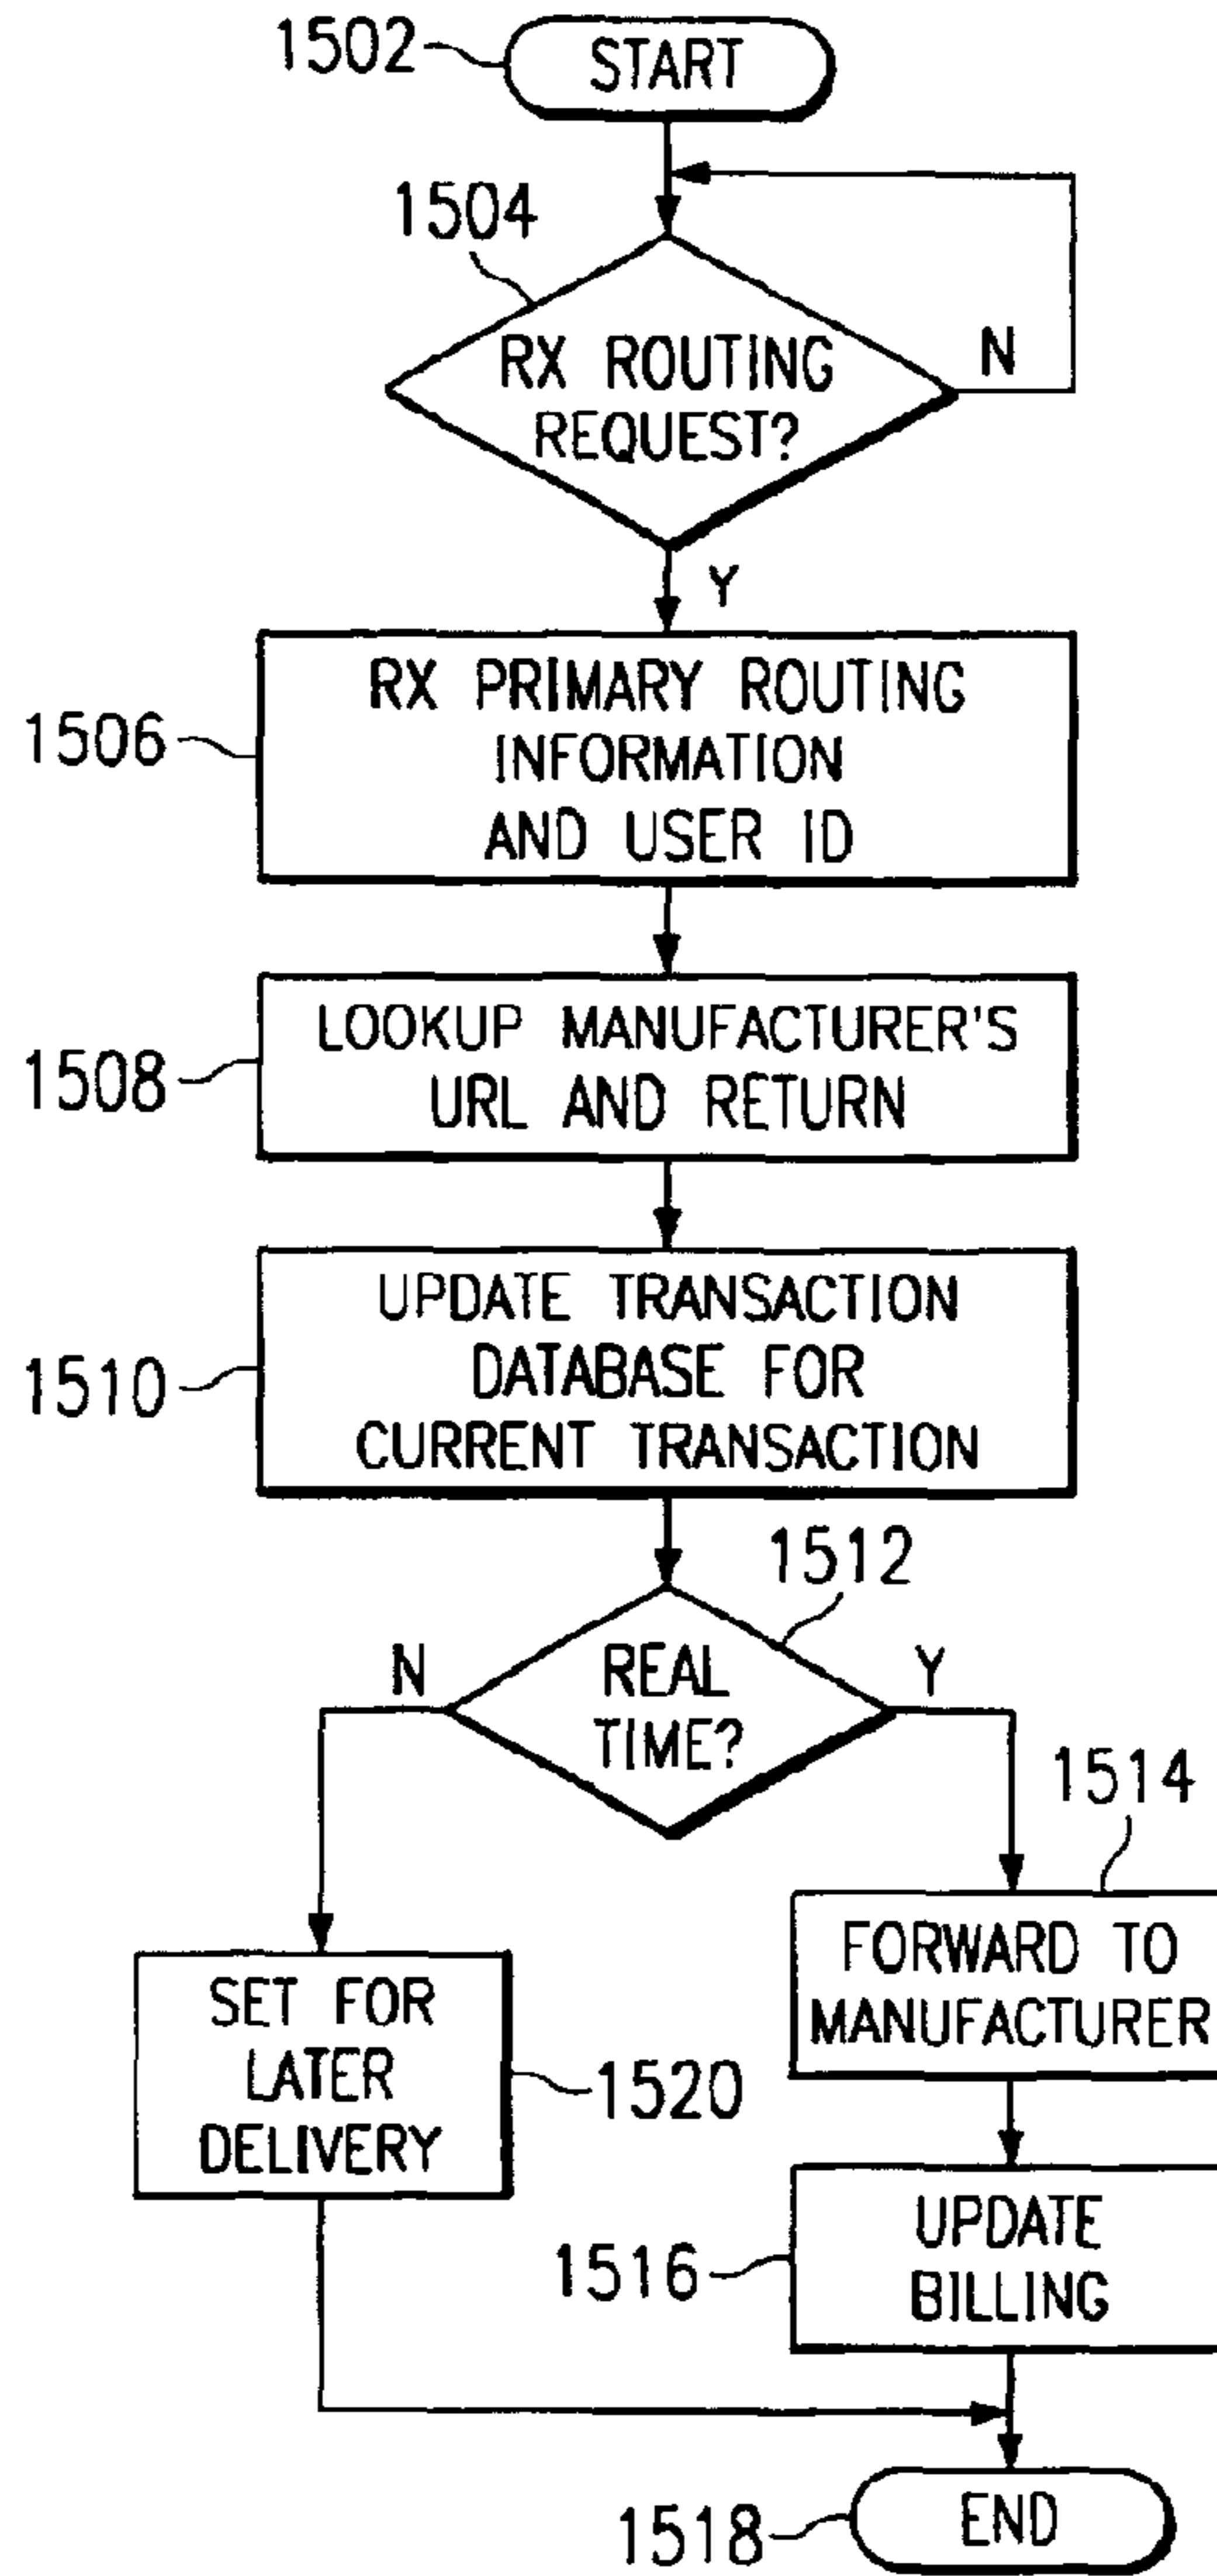 1502
START
1504
RX ROUTING
REQUEST?
N
Y
RX PRIMARY ROUTING
INFORMATION
AND USER ID
1506
LOOKUP MANUFACTURER'S
URL AND RETURN
1508
UPDATE TRANSACTION
DATABASE FOR
CURRENT TRANSACTION
1510
1512
REAL
TIME?
N
Y
1514
FORWARD TO
MANUFACTURER
SET FOR
LATER
DELIVERY
1520
UPDATE
BILLING
1516
END
1518